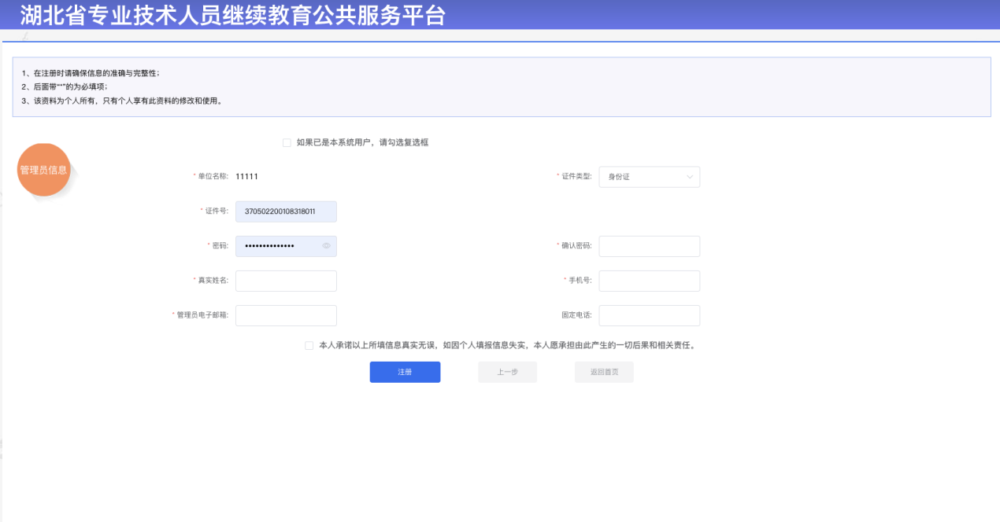 湖北省专业技术人员继续教育公共服务平台
1、在注册时请确保信息的准确与完整性；
2、后面带“*”的为必填项；
3、该资料为个人所有，只有个人享有此资料的修改和使用。
如果已是本系统用户，请勾选复选框
管理员信息
* 单位名称: 11111 * 证件类型: 身份证
* 证件号: 370502200108318011
* 密码: •••••••••••••• * 确认密码:
* 真实姓名: * 手机号:
* 管理员电子邮箱: 固定电话:
本人承诺以上所填信息真实无误，如因个人填报信息失实，本人愿承担由此产生的一切后果和相关责任。
注册 上一步 返回首页